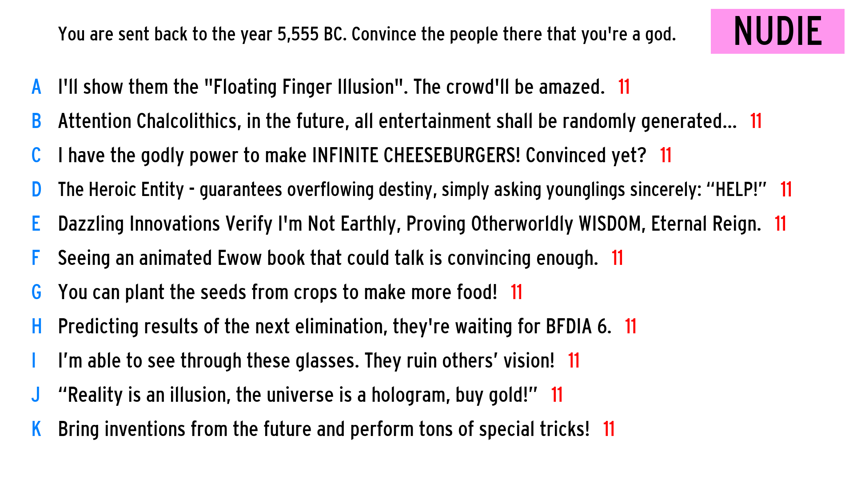 You are sent back to the year 5,555 BC. Convince the people there that you're a god.
NUDIE
A I'll show them the "Floating Finger Illusion". The crowd'll be amazed. 11
B Attention Chalcolithics, in the future, all entertainment shall be randomly generated... 11
C I have the godly power to make INFINITE CHEESEBURGERS! Convinced yet? 11
D The Heroic Entity - guarantees overflowing destiny, simply asking younglings sincerely: “HELP!” 11
E Dazzling Innovations Verify I'm Not Earthly, Proving Otherworldly WISDOM, Eternal Reign. 11
F Seeing an animated Ewow book that could talk is convincing enough. 11
G You can plant the seeds from crops to make more food! 11
H Predicting results of the next elimination, they're waiting for BFDIA 6. 11
I I’m able to see through these glasses. They ruin others’ vision! 11
J “Reality is an illusion, the universe is a hologram, buy gold!” 11
K Bring inventions from the future and perform tons of special tricks! 11